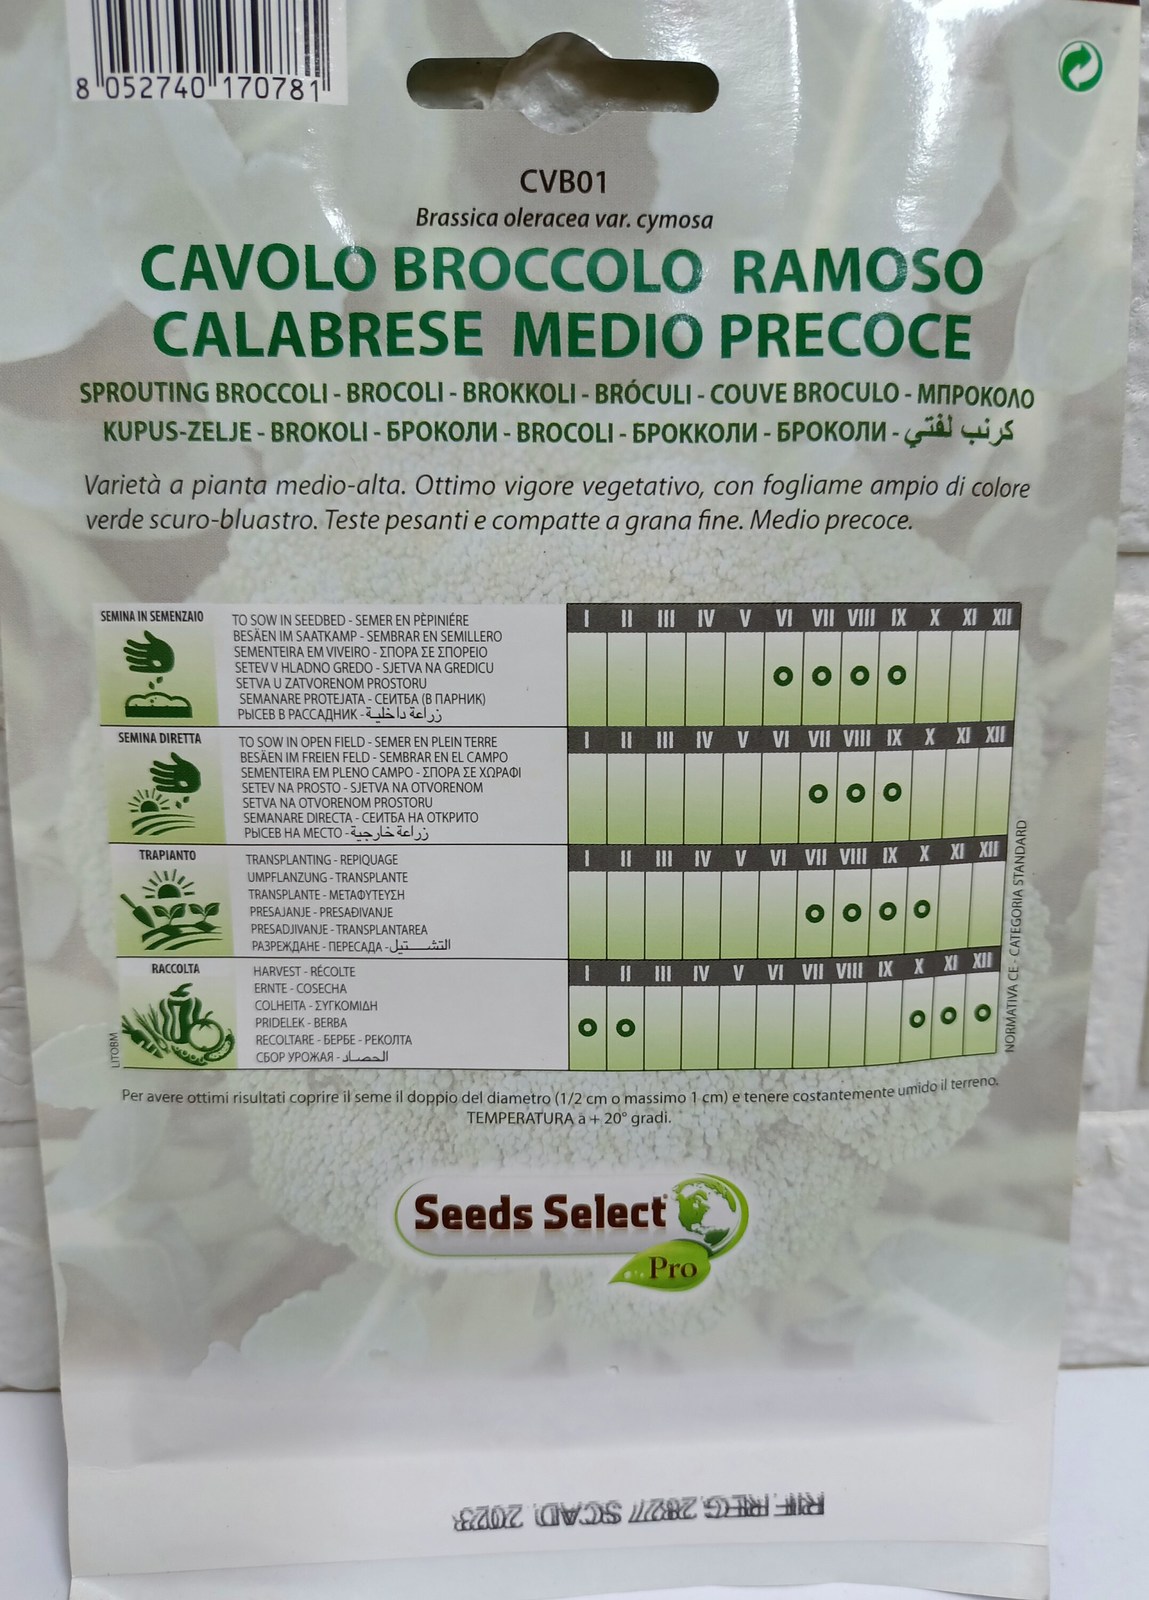 8 052740 170781
CVB01
Brassica oleracea var. cymosa
CAVOLO BROCCOLO RAMOSO
CALABRESE MEDIO PRECOCE
SPROUTING BROCCOLI - BROCOLI - BROKKOLI - BRÓCULI - COUVE BROCULO - ΜΠΡΟΚΟΛΟ
KUPUS-ZELJE - BROKOLI - БРОКОЛИ - BROCOLI - БРОККОЛИ - БРОКОЛИ - كرنب لفتي
Varietà a pianta medio-alta. Ottimo vigore vegetativo, con fogliame ampio di colore
verde scuro-bluastro. Teste pesanti e compatte a grana fine. Medio precoce.
SEMINA IN SEMENZAIO
TO SOW IN SEEDBED - SEMER EN PÈPINIÉRE
BESÄEN IM SAATKAMP - SEMBRAR EN SEMILLERO
SEMENTEIRA EM VIVEIRO - ΣΠΟΡΑ ΣΕ ΣΠΟΡΕΙΟ
SETEV V HLADNO GREDO - SJETVA NA GREDICU
SETVA U ZATVORENOM PROSTORU
SEMANARE PROTEJATA - СЕИТБА (В ПАРНИК)
РЫСЕВ В РАССАДНИК - زراعة داخلية
I II III IV V VI VII VIII IX X XI XII
SEMINA DIRETTA
TO SOW IN OPEN FIELD - SEMER EN PLEIN TERRE
BESÄEN IM FREIEN FELD - SEMBRAR EN EL CAMPO
SEMENTEIRA EM PLENO CAMPO - ΣΠΟΡΑ ΣΕ ΧΩΡΑΦΙ
SETEV NA PROSTO - SJETVA NA OTVORENOM
SETVA NA OTVORENOM PROSTORU
SEMANARE DIRECTA - СЕИТБА НА ОТКРИТО
РЫСЕВ НА МЕСТО - زراعة خارجية
I II III IV V VI VII VIII IX X XI XII
TRAPIANTO
TRANSPLANTING - REPIQUAGE
UMPFLANZUNG - TRANSPLANTE
TRANSPLANTE - ΜΕΤΑΦΥΤΕΥΣΗ
PRESAJANJE - PRESAĐIVANJE
PRESADJIVANJE - TRANSPLANTAREA
РАЗРЕЖДАНЕ - ПЕРЕСАДА - التشتيل
I II III IV V VI VII VIII IX X XI XII
RACCOLTA
HARVEST - RÉCOLTE
ERNTE - COSECHA
COLHEITA - ΣΥΓΚΟΜΙΔΗ
PRIDELEK - BERBA
RECOLTARE - БЕРБЕ - РЕКОЛТА
СБОР УРОЖАЯ - الحصاد
I II III IV V VI VII VIII IX X XI XII
LITOBM
NORMATIVA CE - CATEGORIA STANDARD
Per avere ottimi risultati coprire il seme il doppio del diametro (1/2 cm o massimo 1 cm) e tenere costantemente umido il terreno.
TEMPERATURA a + 20° gradi.
Seeds Select®
Pro
RIF.REG.2827 SCAD. 2023